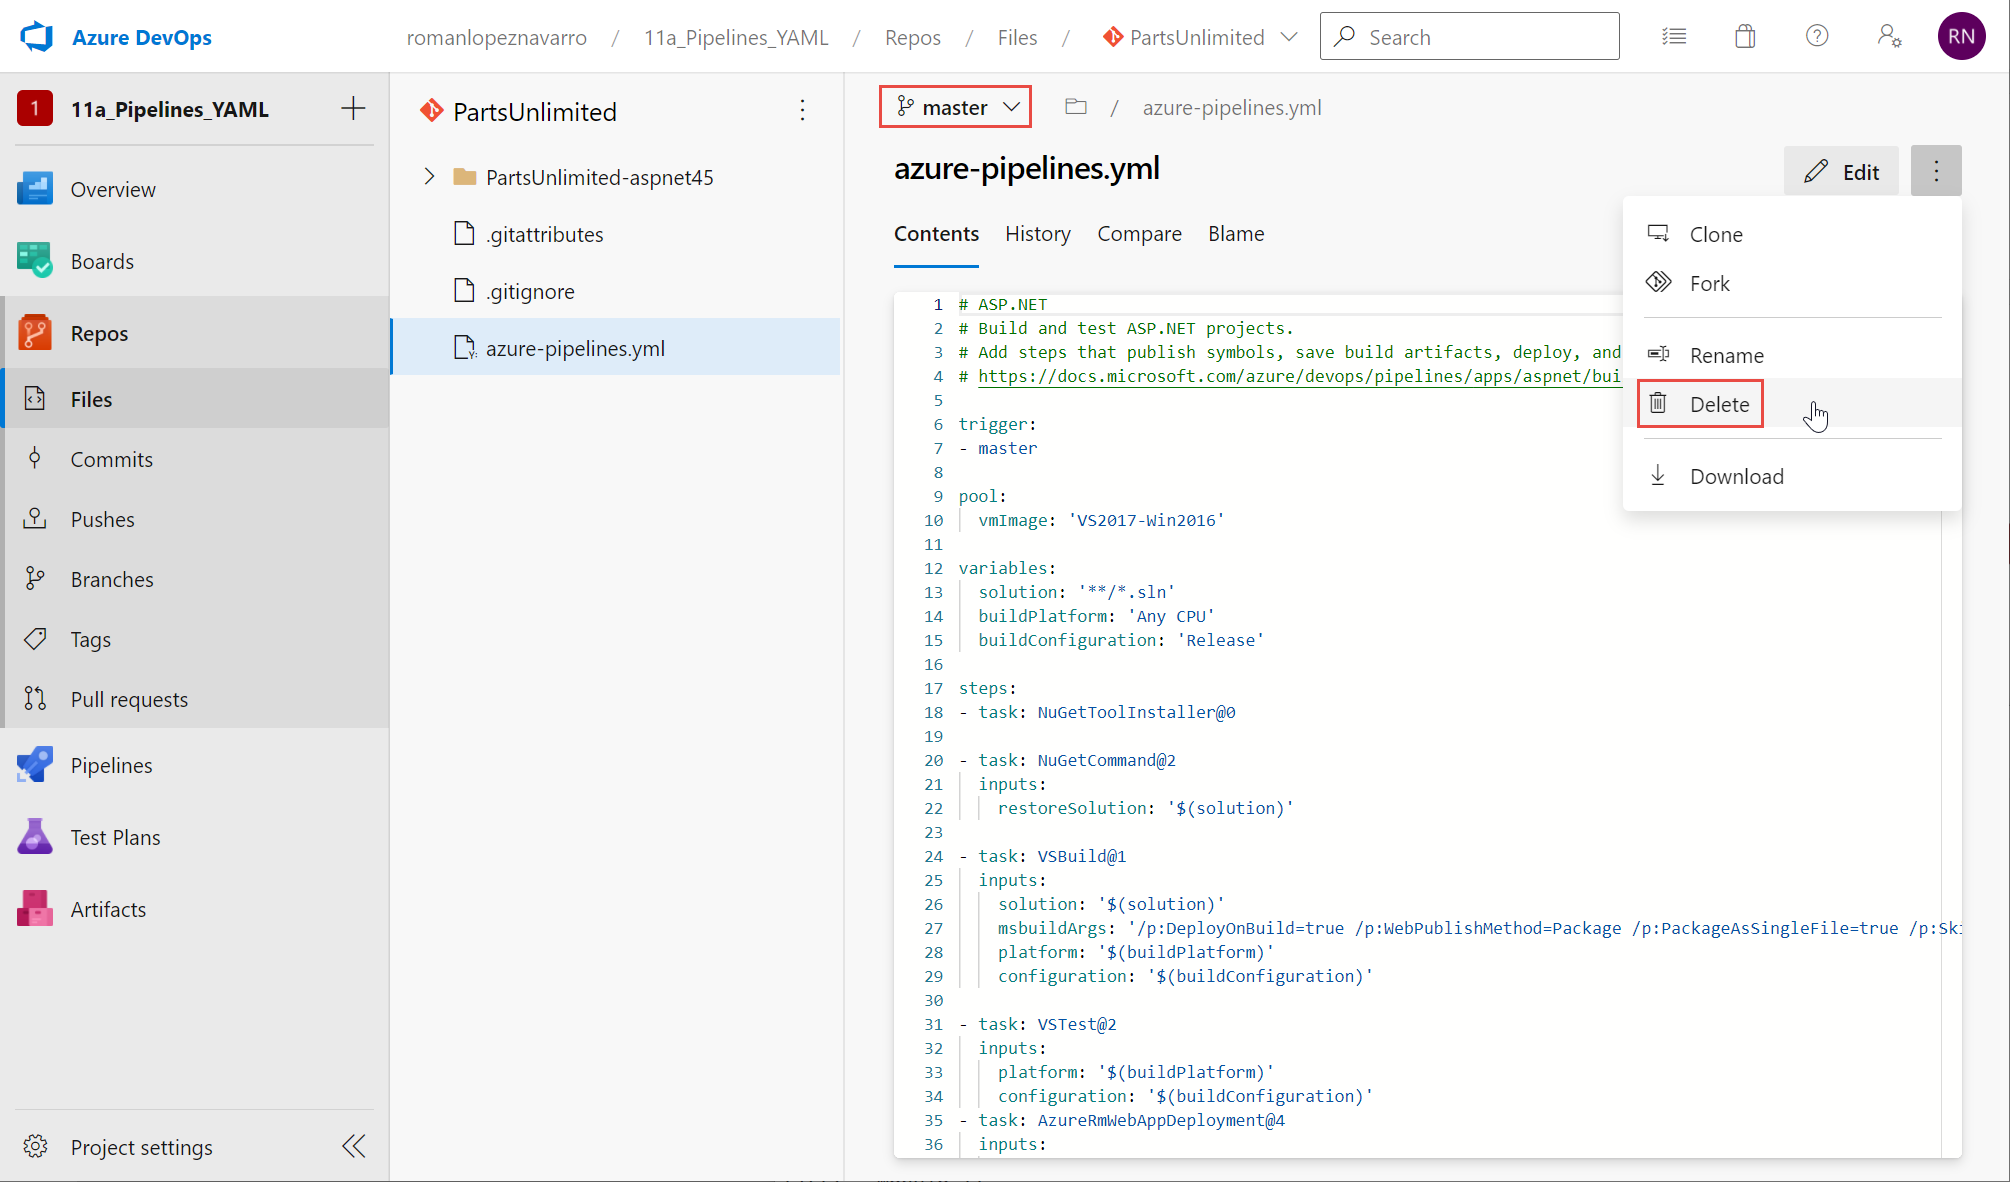 Azure DevOps
romanlopeznavarro / 11a_Pipelines_YAML / Repos / Files / PartsUnlimited
Search
RN
1 11a_Pipelines_YAML
Overview
Boards
Repos
Files
Commits
Pushes
Branches
Tags
Pull requests
Pipelines
Test Plans
Artifacts
Project settings
PartsUnlimited
PartsUnlimited-aspnet45
.gitattributes
.gitignore
azure-pipelines.yml
master / azure-pipelines.yml
azure-pipelines.yml
Edit
Contents History Compare Blame
Clone
Fork
Rename
Delete
Download
1 # ASP.NET
2 # Build and test ASP.NET projects.
3 # Add steps that publish symbols, save build artifacts, deploy, and
4 # https://docs.microsoft.com/azure/devops/pipelines/apps/aspnet/bui
5
6 trigger:
7 - master
8
9 pool:
10 vmImage: 'VS2017-Win2016'
11
12 variables:
13 solution: '**/*.sln'
14 buildPlatform: 'Any CPU'
15 buildConfiguration: 'Release'
16
17 steps:
18 - task: NuGetToolInstaller@0
19
20 - task: NuGetCommand@2
21 inputs:
22 restoreSolution: '$(solution)'
23
24 - task: VSBuild@1
25 inputs:
26 solution: '$(solution)'
27 msbuildArgs: '/p:DeployOnBuild=true /p:WebPublishMethod=Package /p:PackageAsSingleFile=true /p:Ski
28 platform: '$(buildPlatform)'
29 configuration: '$(buildConfiguration)'
30
31 - task: VSTest@2
32 inputs:
33 platform: '$(buildPlatform)'
34 configuration: '$(buildConfiguration)'
35 - task: AzureRmWebAppDeployment@4
36 inputs: